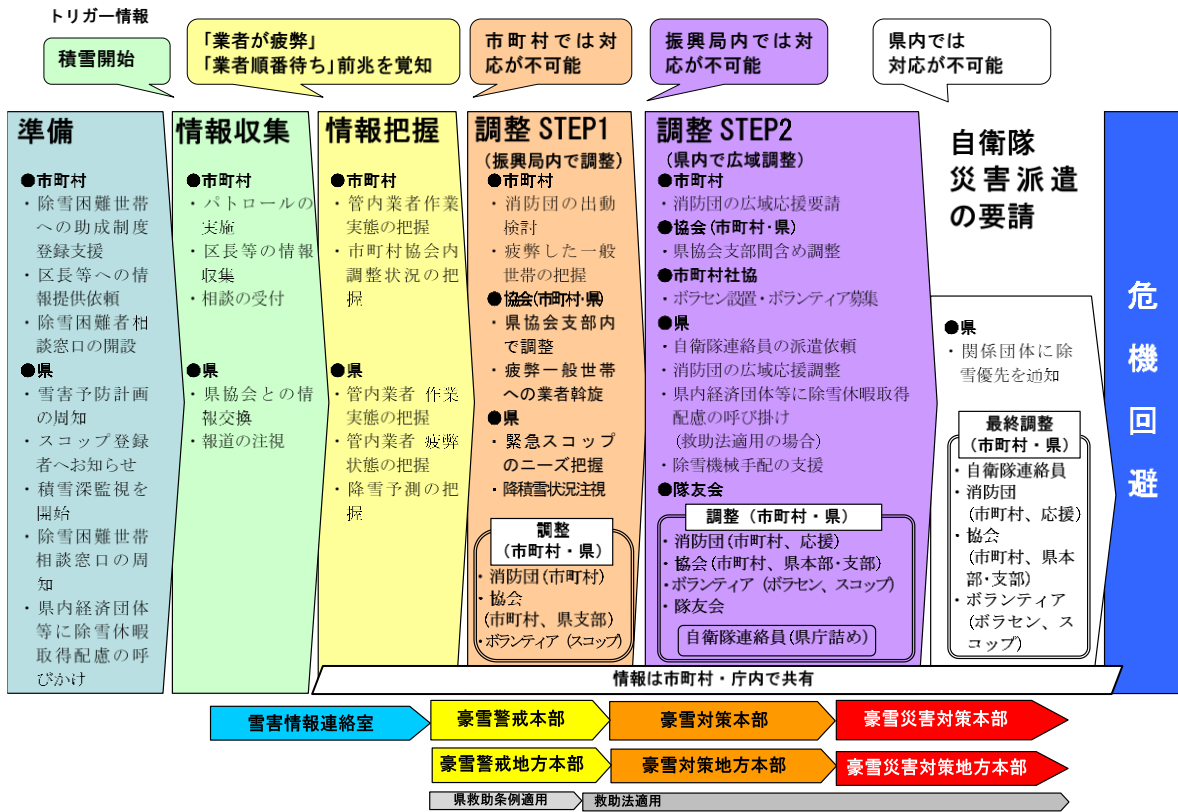 トリガー情報
積雪開始
「業者が疲弊」
「業者順番待ち」前兆を覚知
市町村では対
応が不可能
振興局内では対
応が不可能
県内では
対応が不可能
準備
●市町村
・除雪困難世帯
への助成制度
登録支援
・区長等への情
報提供依頼
・除雪困難者相
談窓口の開設
●県
・雪害予防計画
の周知
・スコップ登録
者へお知らせ
・積雪深監視を
開始
・除雪困難世帯
相談窓口の周
知
・県内経済団体
等に除雪休暇
取得配慮の呼
びかけ
情報収集
●市町村
・パトロールの
実施
・区長等の情報
収集
・相談の受付
●県
・県協会との情
報交換
・報道の注視
情報把握
●市町村
・管内業者作業
実態の把握
・市町村協会内
調整状況の把
握
●県
・管内業者 作業
実態の把握
・管内業者 疲弊
状態の把握
・降雪予測の把
握
調整 STEP1
(振興局内で調整)
●市町村
・消防団の出動
検討
・疲弊した一般
世帯の把握
●協会(市町村・県)
・県協会支部内
で調整
・疲弊一般世帯
への業者斡旋
●県
・緊急スコップ
のニーズ把握
・降積雪状況注視
調整
(市町村・県)
・消防団(市町村)
・協会
(市町村、県支部)
・ボランティア（スコップ）
調整 STEP2
(県内で広域調整)
●市町村
・消防団の広域応援要請
●協会(市町村・県)
・県協会支部間含め調整
●市町村社協
・ボラセン設置・ボランティア募集
●県
・自衛隊連絡員の派遣依頼
・消防団の広域応援調整
・県内経済団体等に除雪休暇取得
配慮の呼び掛け
(救助法適用の場合)
・除雪機械手配の支援
●隊友会
調整（市町村・県）
・消防団(市町村、応援)
・協会(市町村、県本部・支部)
・ボランティア（ボラセン、スコップ）
・隊友会
自衛隊連絡員(県庁詰め)
自衛隊
災害派遣
の要請
●県
・関係団体に除
雪優先を通知
最終調整
(市町村・県)
・自衛隊連絡員
・消防団
(市町村、応援)
・協会
(市町村、県本
部・支部)
・ボランティア
(ボラセン、ス
コップ)
危機回避
情報は市町村・庁内で共有
雪害情報連絡室
豪雪警戒本部
豪雪対策本部
豪雪災害対策本部
豪雪警戒地方本部
豪雪対策地方本部
豪雪災害対策地方本部
県救助条例適用
救助法適用